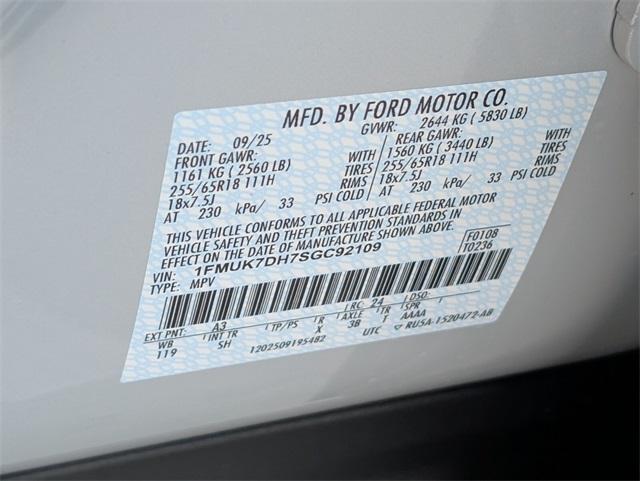 MFD. BY FORD MOTOR CO.
DATE: 09/25 GVWR: 2644 KG ( 5830 LB)
FRONT GAWR: WITH REAR GAWR: WITH
1161 KG ( 2560 LB) TIRES 1560 KG ( 3440 LB) TIRES
255/65R18 111H RIMS 255/65R18 111H RIMS
18x7.5J PSI COLD 18x7.5J PSI COLD
AT 230 kPa/ 33 AT 230 kPa/ 33
THIS VEHICLE CONFORMS TO ALL APPLICABLE FEDERAL MOTOR
VEHICLE SAFETY AND THEFT PREVENTION STANDARDS IN
EFFECT ON THE DATE OF MANUFACTURE SHOWN ABOVE.
VIN: 1FMUK7DH7SGC92109 F0108
TYPE: MPV T0236
EXT PNT: A3 RC: 24
WB INT TR TP/PS R AXLE TR SPR
119 SH X 3B T AAAA
1202509195482 UTC ▽ RU5A-1520472-AB